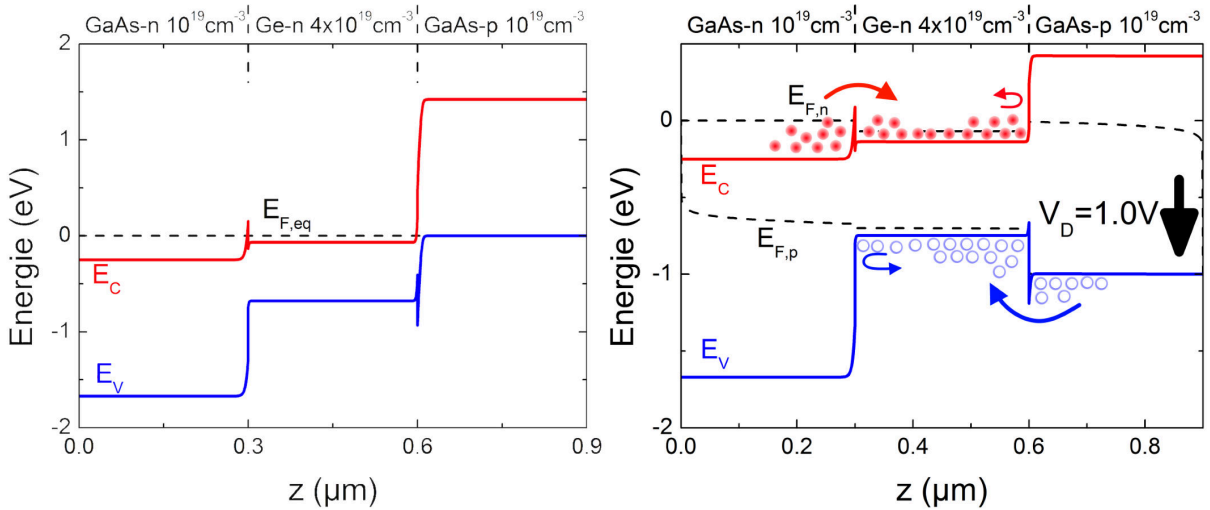 GaAs-n 10¹⁹cm⁻³ Ge-n 4x10¹⁹cm⁻³ GaAs-p 10¹⁹cm⁻³
2
1
0
-1
-2
E_F,eq
E_C
E_V
0.0 0.3 0.6 0.9
z (µm)
Energie (eV)
GaAs-n 10¹⁹cm⁻³ Ge-n 4x10¹⁹cm⁻³ GaAs-p 10¹⁹cm⁻³
0
-1
-2
E_F,n
E_C
V_D=1.0V
E_F,p
E_V
0.0 0.2 0.4 0.6 0.8
z (µm)
Energie (eV)